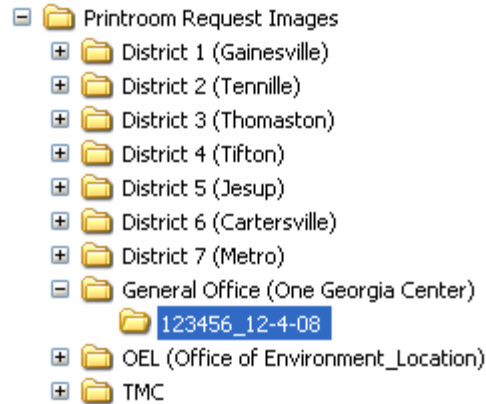 Printroom Request Images
District 1 (Gainesville)
District 2 (Tennille)
District 3 (Thomaston)
District 4 (Tifton)
District 5 (Jesup)
District 6 (Cartersville)
District 7 (Metro)
General Office (One Georgia Center)
123456_12-4-08
OEL (Office of Environment_Location)
TMC